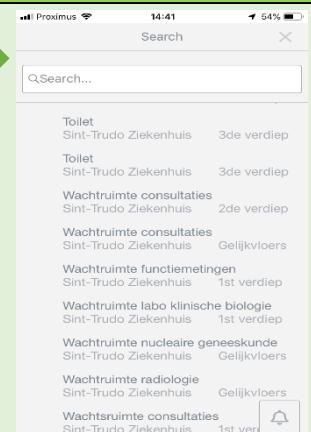 Proximus 14:41 54%
Search
Search...
Toilet
Sint-Trudo Ziekenhuis 3de verdiep
Toilet
Sint-Trudo Ziekenhuis 3de verdiep
Wachtruimte consultaties
Sint-Trudo Ziekenhuis 2de verdiep
Wachtruimte consultaties
Sint-Trudo Ziekenhuis Gelijkvloers
Wachtruimte functiemetingen
Sint-Trudo Ziekenhuis 1st verdiep
Wachtruimte labo klinische biologie
Sint-Trudo Ziekenhuis 1st verdiep
Wachtruimte nucleaire geneeskunde
Sint-Trudo Ziekenhuis Gelijkvloers
Wachtruimte radiologie
Sint-Trudo Ziekenhuis Gelijkvloers
Wachtsruimte consultaties
Sint-Trudo Ziekenhuis 1st